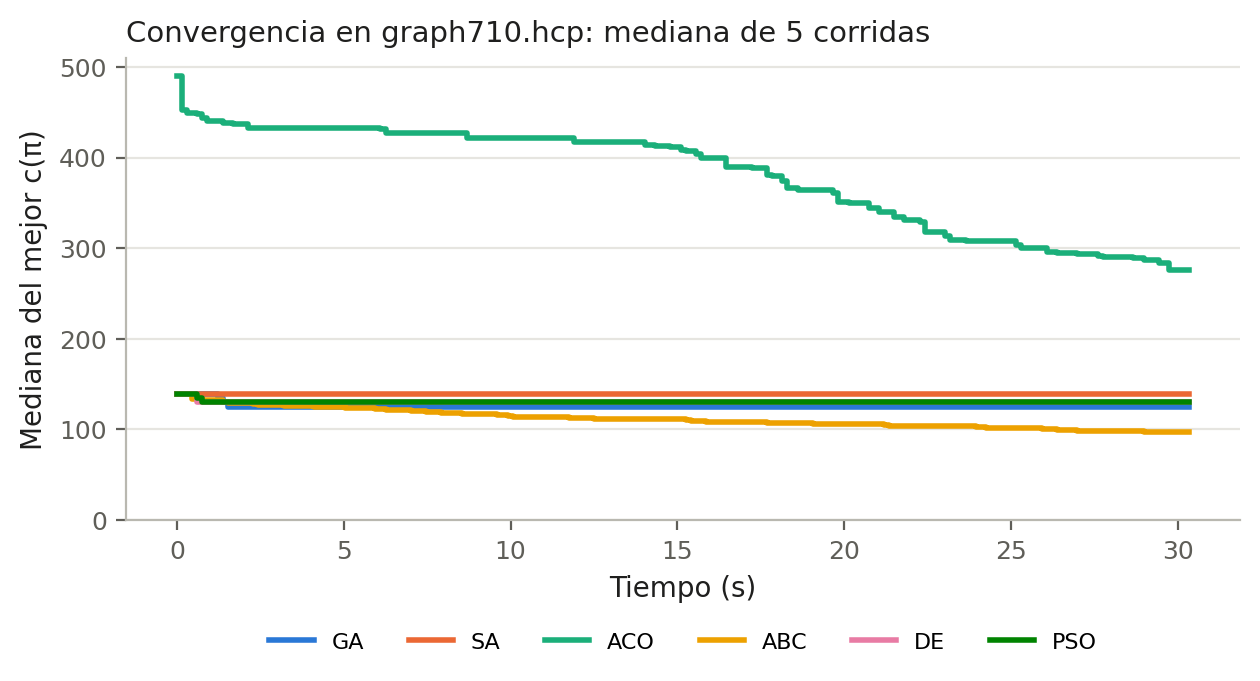 Convergencia en graph710.hcp: mediana de 5 corridas
500
400
300
200
100
0
Mediana del mejor c(π)
0 5 10 15 20 25 30
Tiempo (s)
GA SA ACO ABC DE PSO